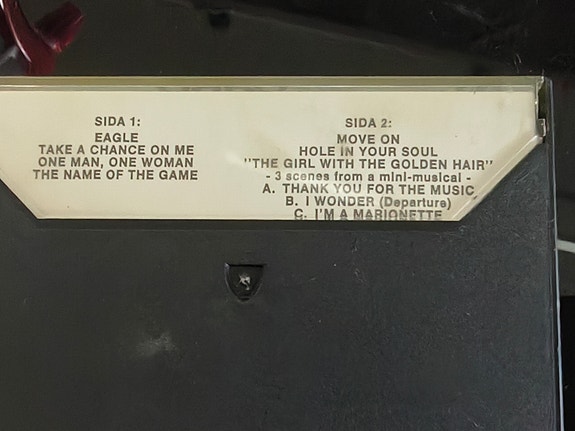 SIDA 1:
EAGLE
TAKE A CHANCE ON ME
ONE MAN, ONE WOMAN
THE NAME OF THE GAME
SIDA 2:
MOVE ON
HOLE IN YOUR SOUL
"THE GIRL WITH THE GOLDEN HAIR"
- 3 scenes from a mini-musical -
A. THANK YOU FOR THE MUSIC
B. I WONDER (Departure)
C. I'M A MARIONETTE